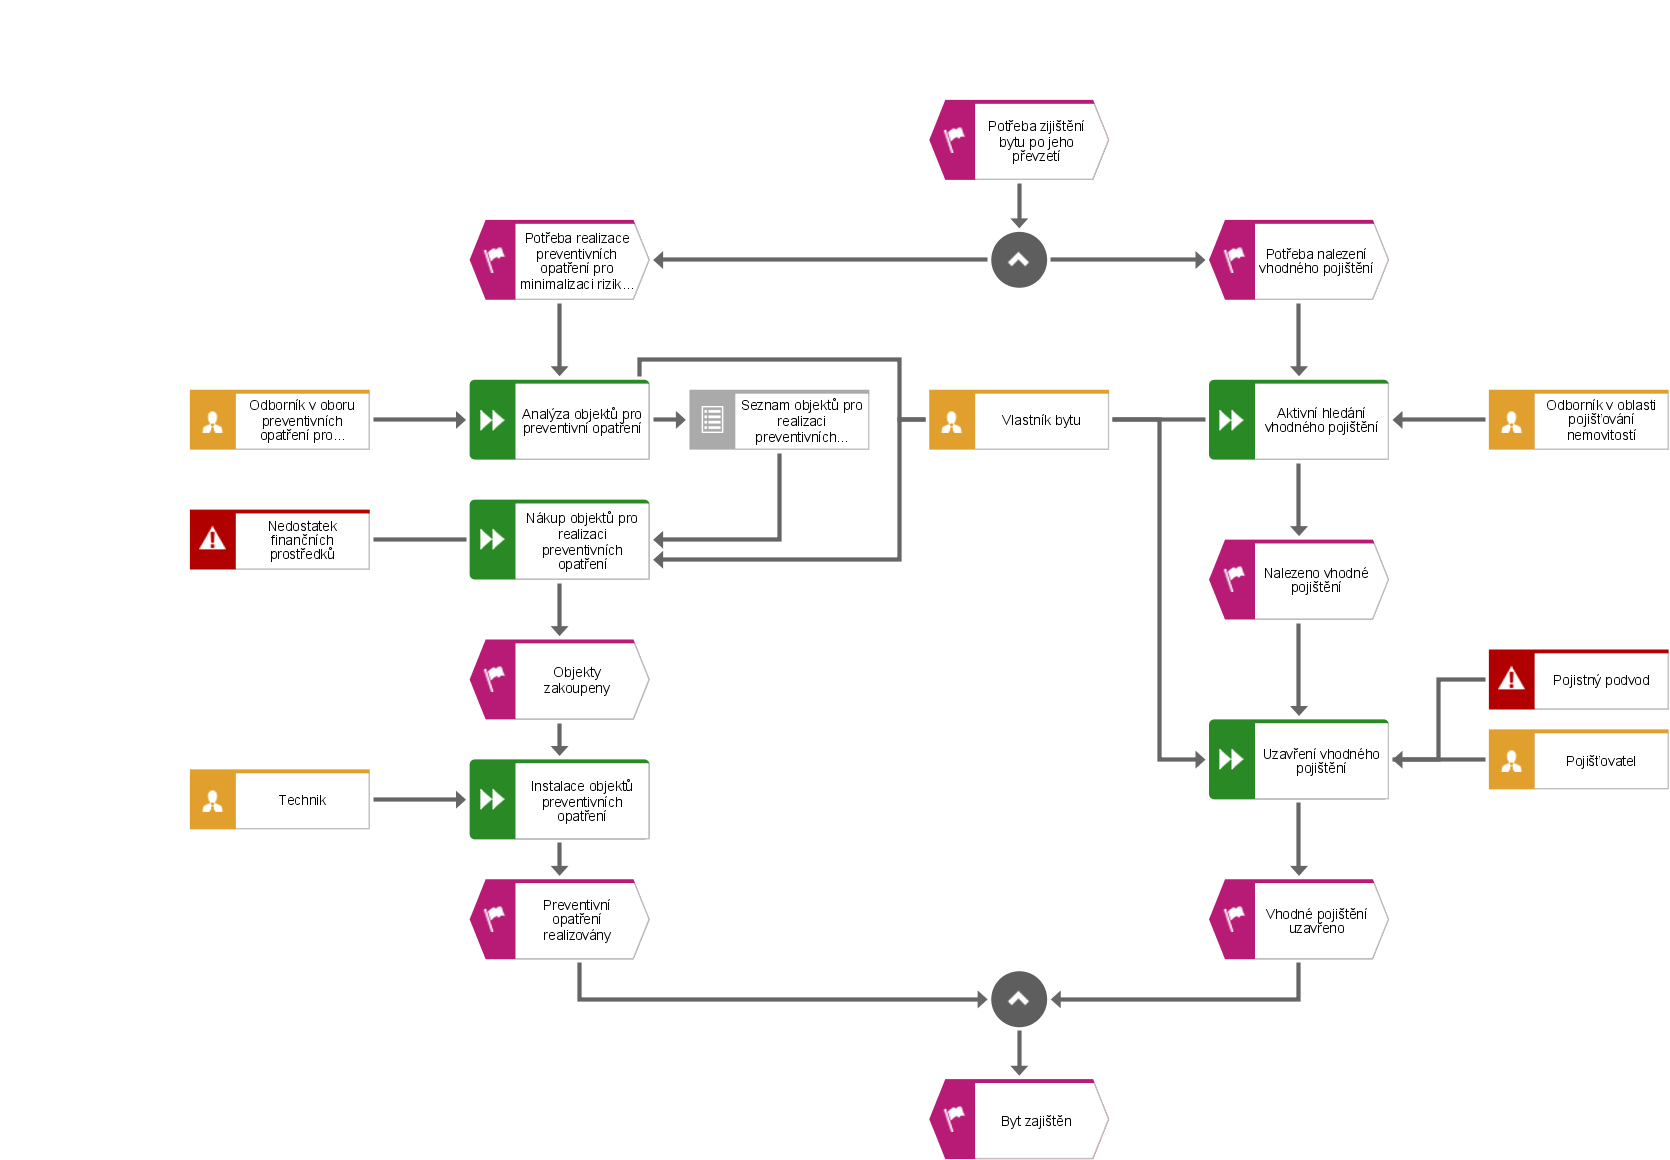 Potřeba zijištění
bytu po jeho
převzetí
Potřeba realizace
preventivních
opatření pro
minimalizaci rizik...
Potřeba nalezení
vhodného pojištění
Odborník v oboru
preventivních
opatření pro...
Analýza objektů pro
preventivní opatření
Seznam objektů pro
realizaci
preventivních...
Vlastník bytu
Aktivní hledání
vhodného pojištění
Odborník v oblasti
pojišťování
nemovitostí
Nedostatek
finančních
prostředků
Nákup objektů pro
realizaci
preventivních
opatření
Nalezeno vhodné
pojištění
Objekty
zakoupeny
Pojistný podvod
Uzavření vhodného
pojištění
Pojišťovatel
Technik
Instalace objektů
preventivních
opatření
Preventivní
opatření
realizovány
Vhodné pojištění
uzavřeno
Byt zajištěn